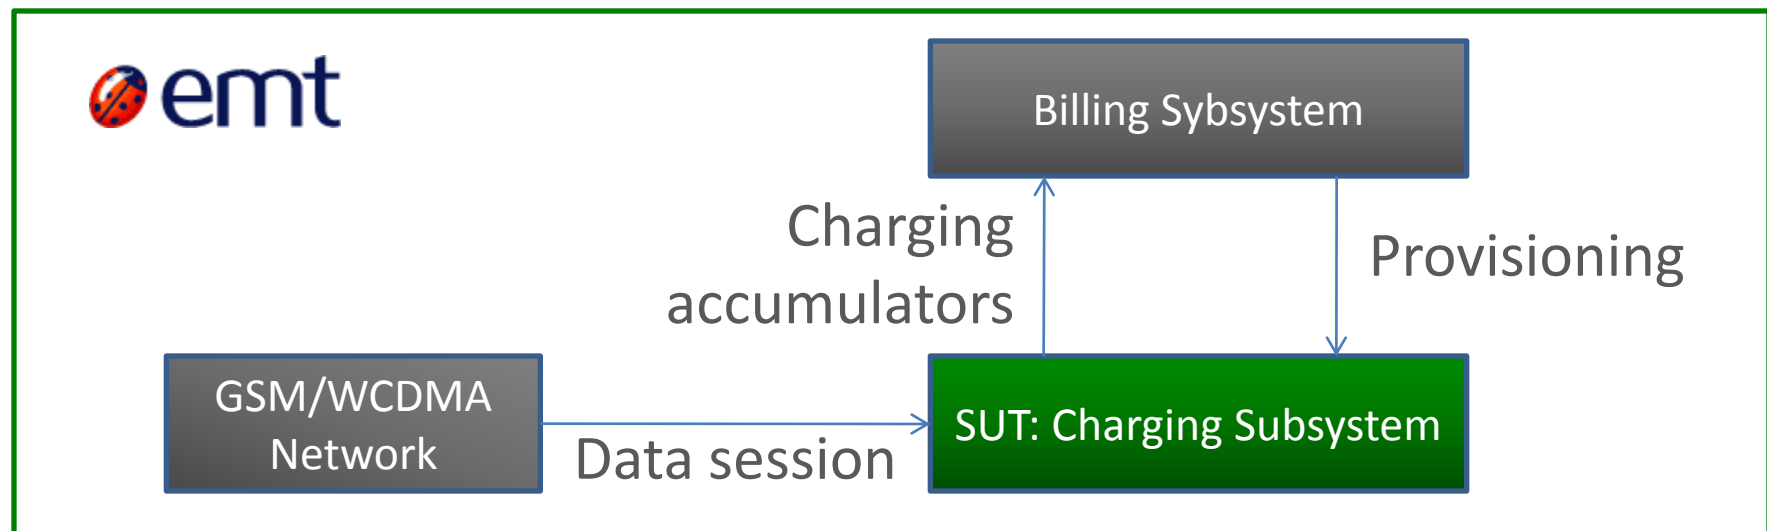 emt
Billing Sybsystem
Charging
accumulators
Provisioning
GSM/WCDMA
Network
Data session
SUT: Charging Subsystem